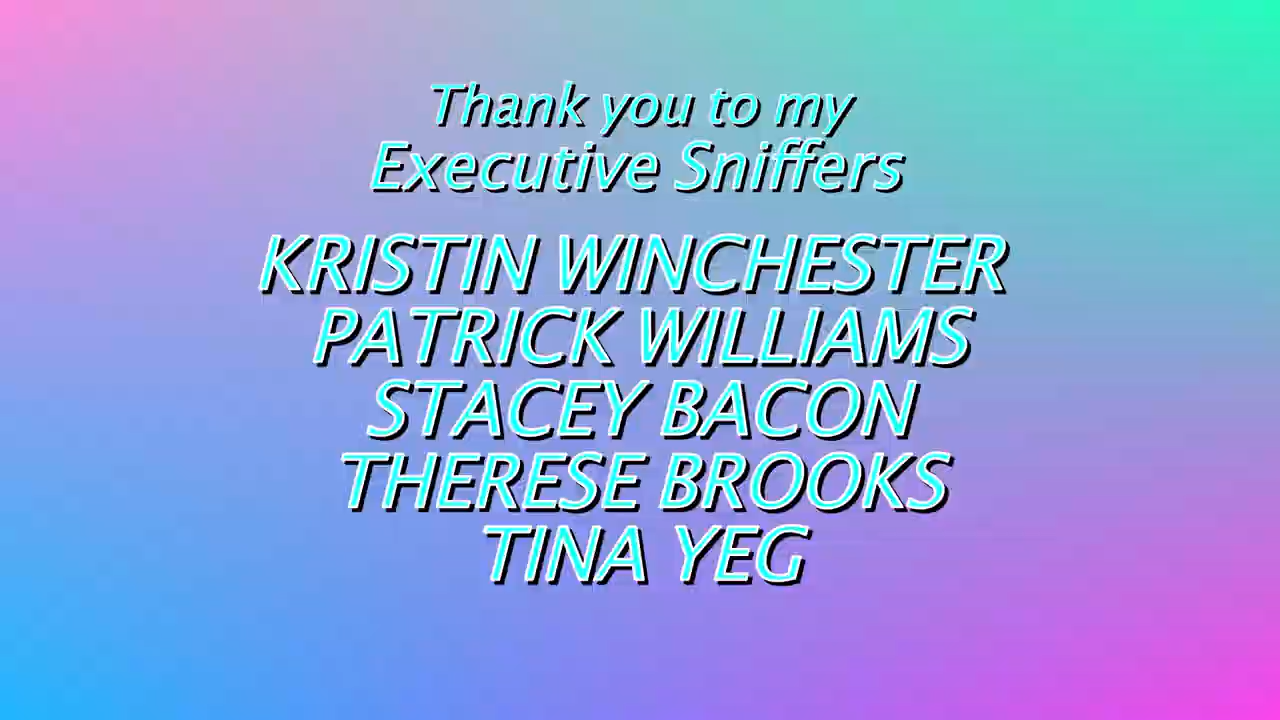 Thank you to my
Executive Sniffers
KRISTIN WINCHESTER
PATRICK WILLIAMS
STACEY BACON
THERESE BROOKS
TINA YEG